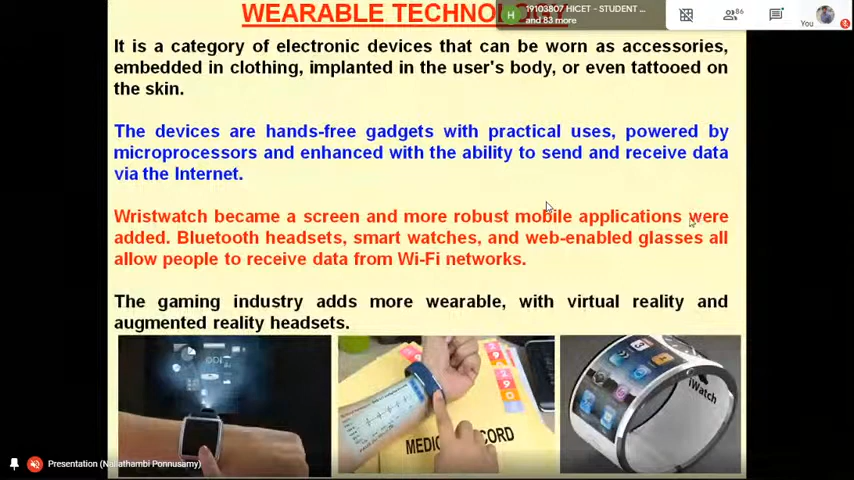 WEARABLE TECHNO
19103807 HICET - STUDENT ...
and 83 more
H
86
You
It is a category of electronic devices that can be worn as accessories,
embedded in clothing, implanted in the user's body, or even tattooed on
the skin.
The devices are hands-free gadgets with practical uses, powered by
microprocessors and enhanced with the ability to send and receive data
via the Internet.
Wristwatch became a screen and more robust mobile applications were
added. Bluetooth headsets, smart watches, and web-enabled glasses all
allow people to receive data from Wi-Fi networks.
The gaming industry adds more wearable, with virtual reality and
augmented reality headsets.
MEDIC CORD
iWatch
Presentation (Nallathambi Ponnusamy)